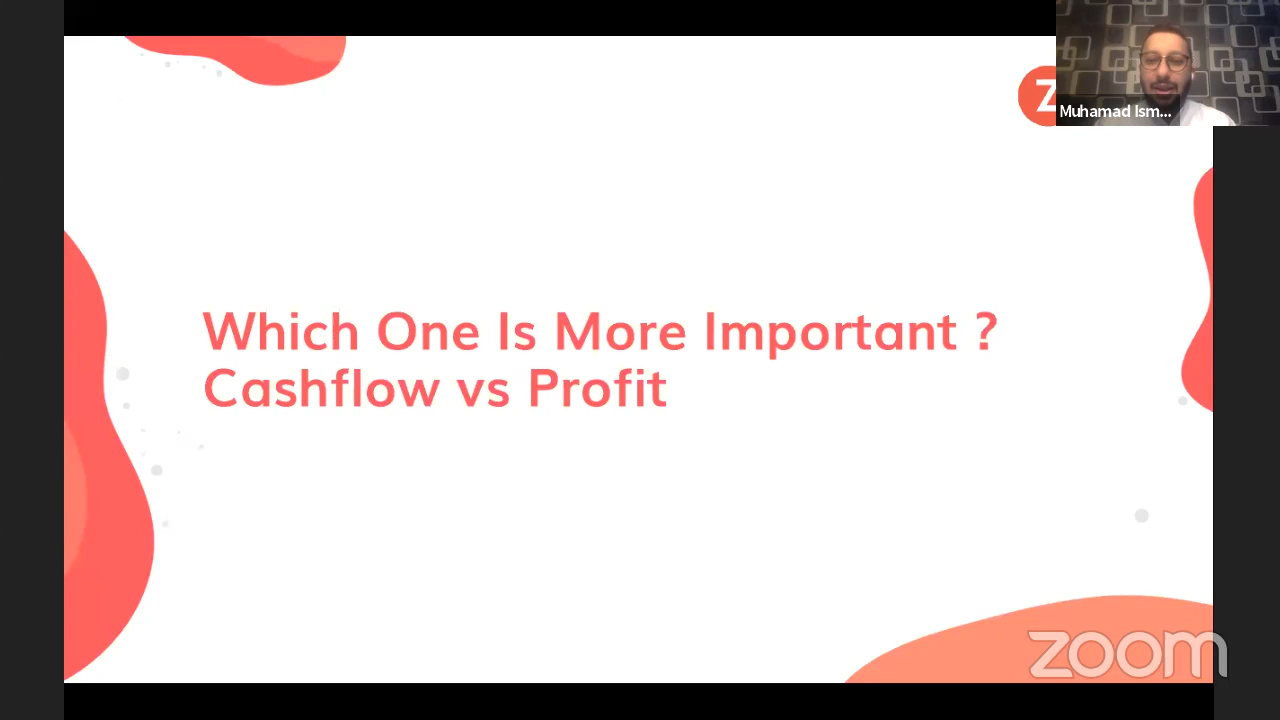 Z
Muhamad Ism...
Which One Is More Important ?
Cashflow vs Profit
zoom